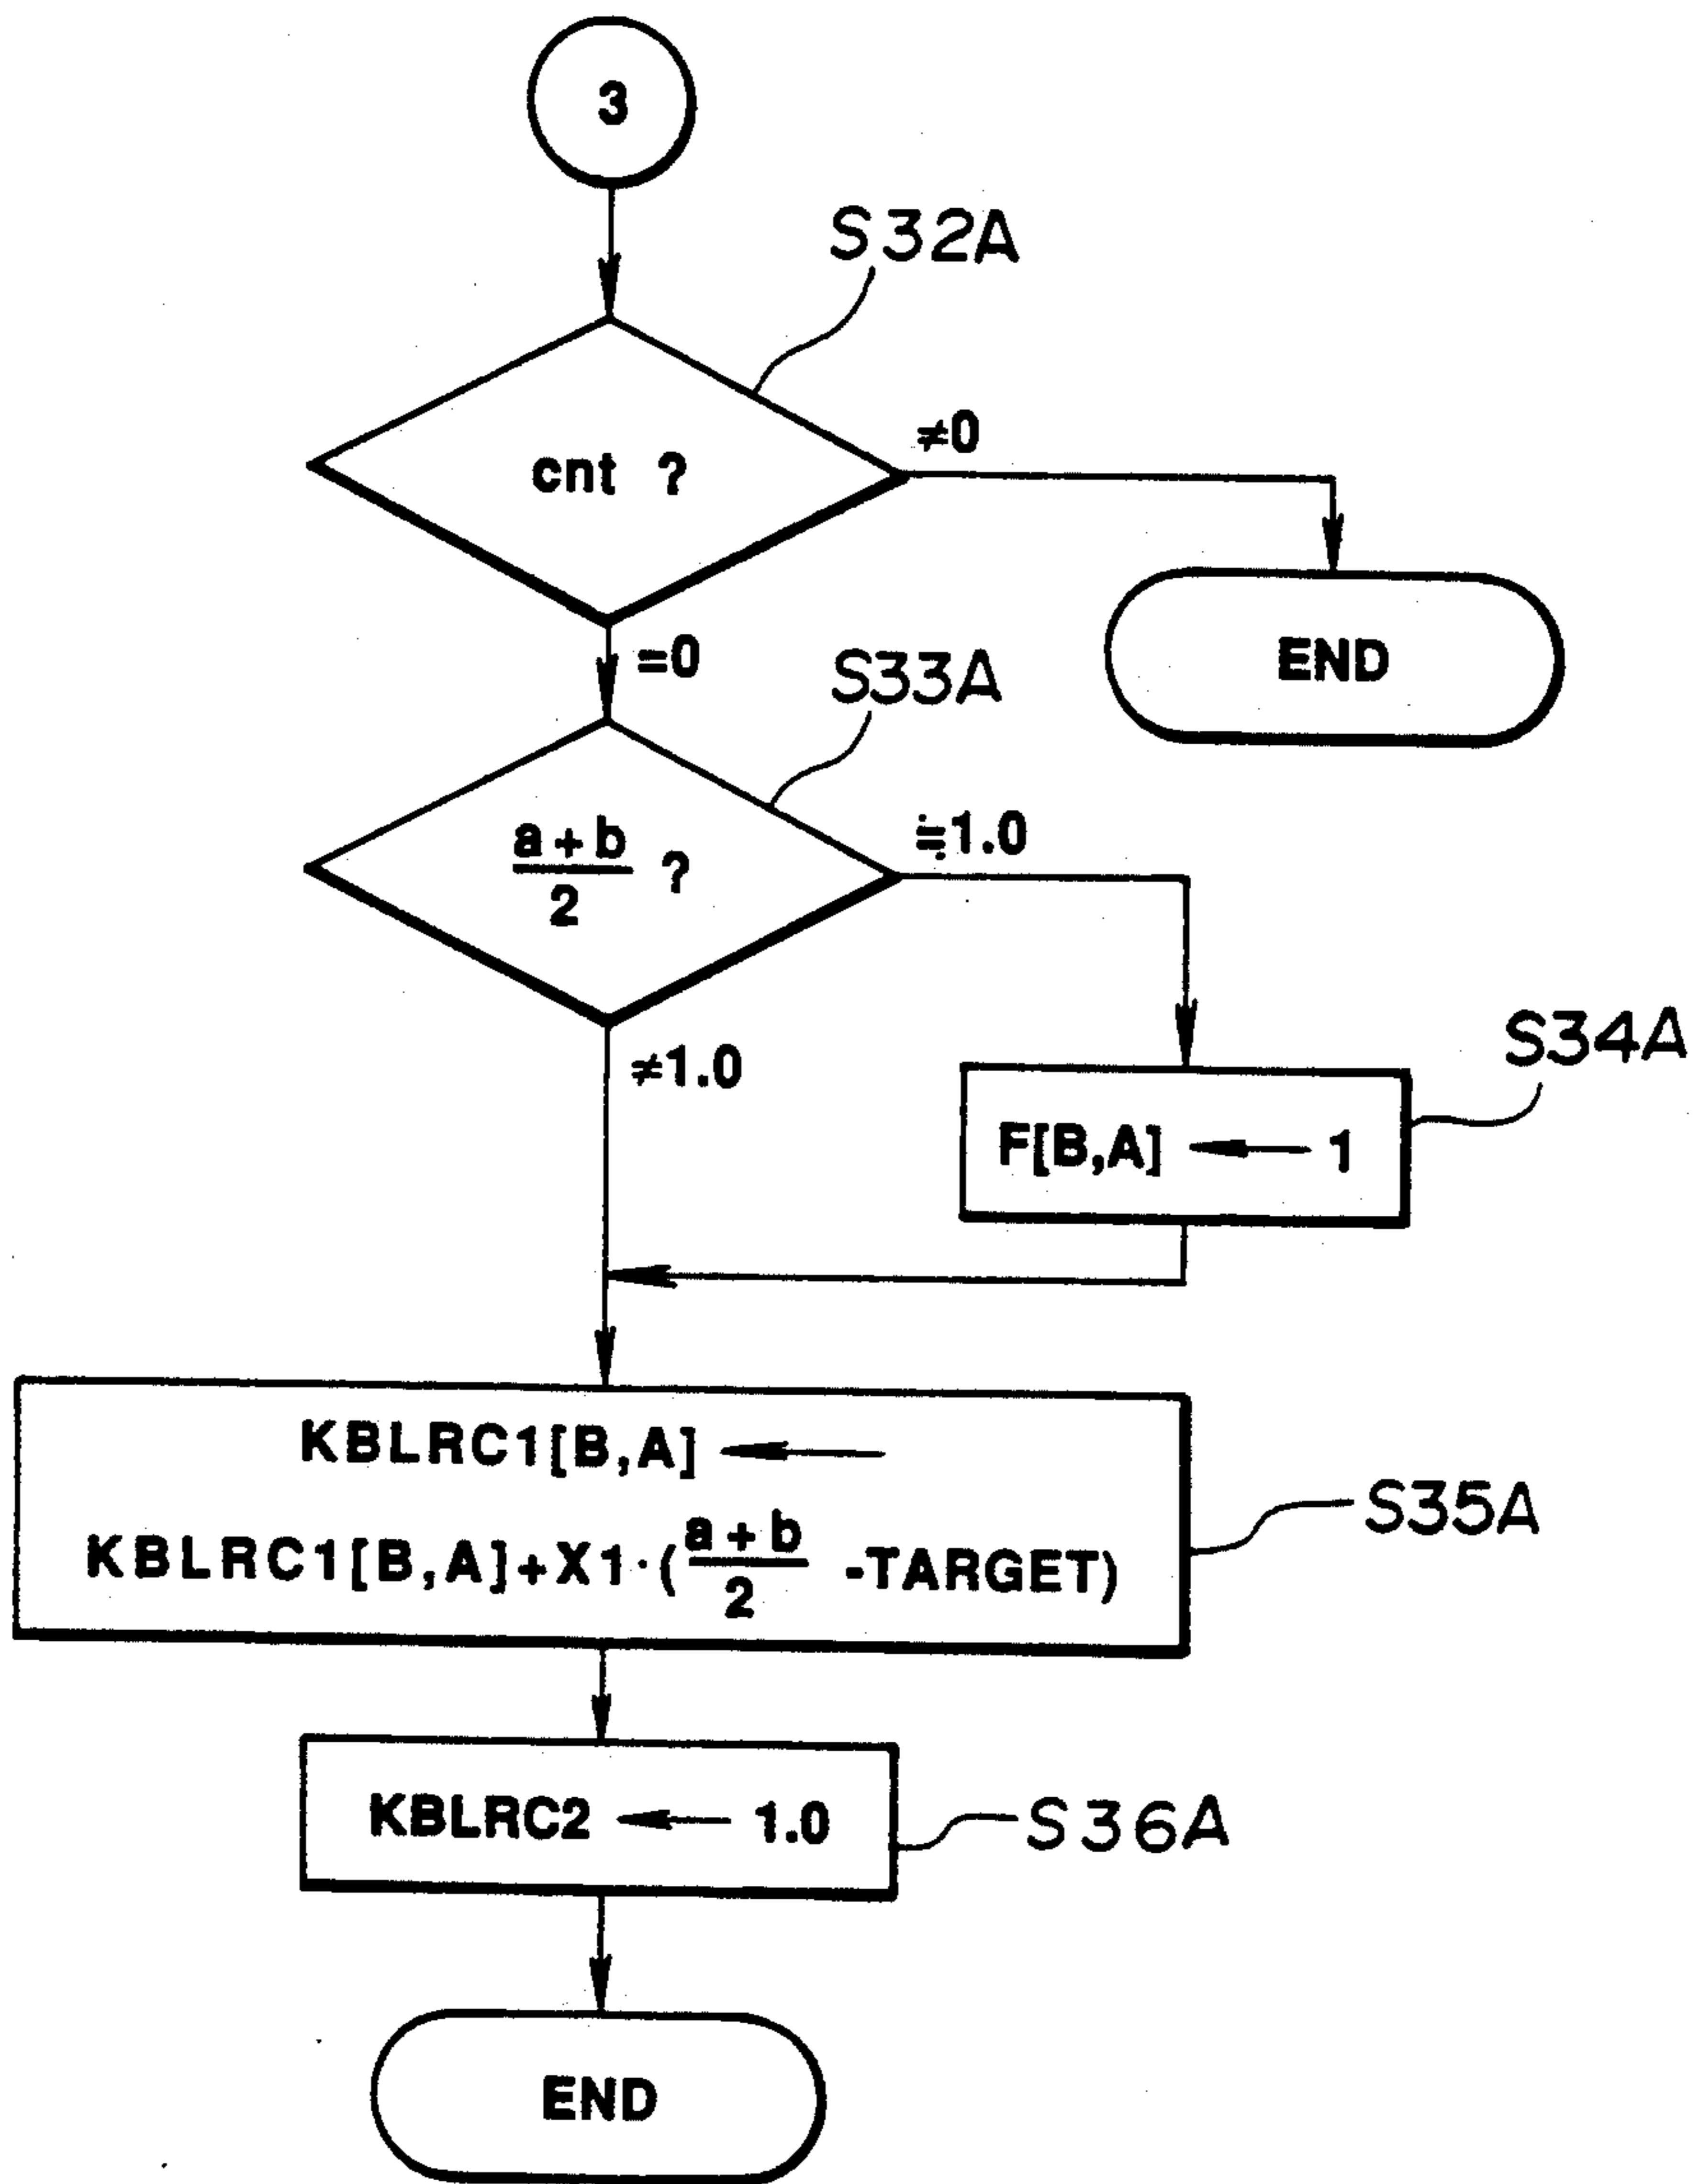 3
S32A
cnt ?
≠0
END
=0
S33A
a+b
2
?
≒1.0
S34A
≠1.0
F[B,A] ← 1
KBLRC1[B,A] ←
KBLRC1[B,A]+X1·(a+b/2 -TARGET)
S35A
KBLRC2 ← 1.0
S36A
END